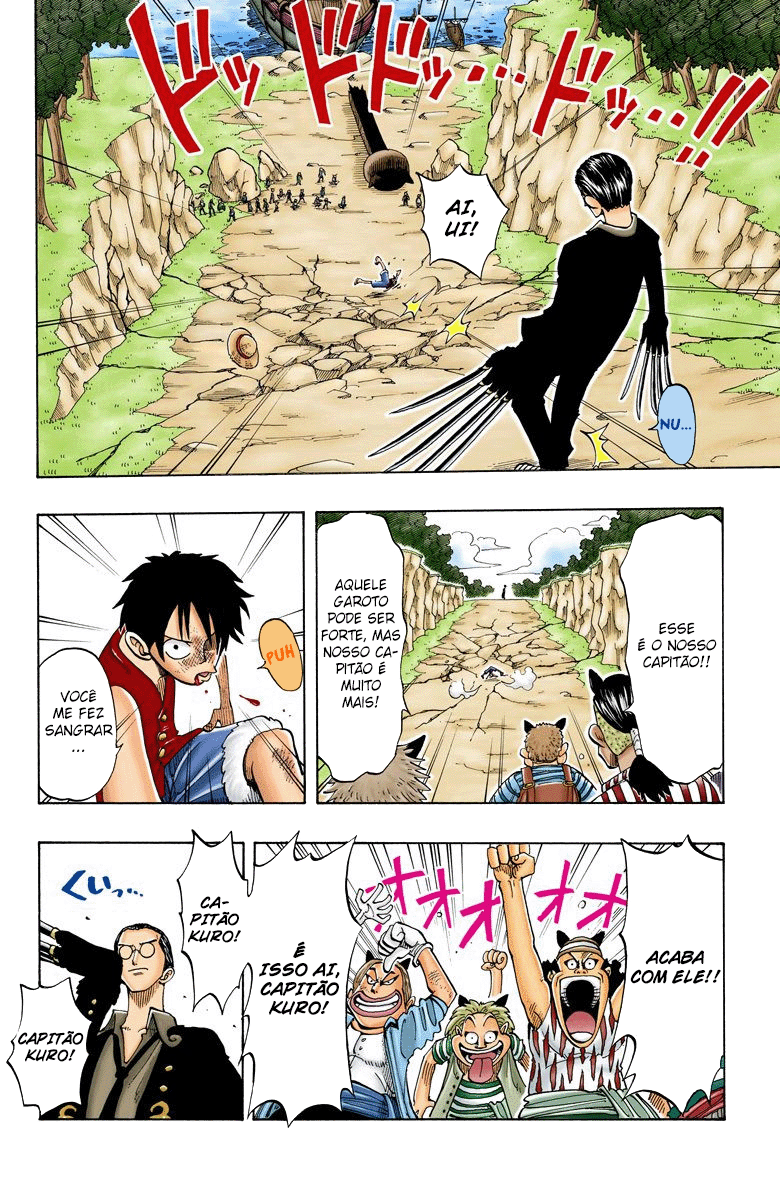 ドッドドッ・・・ドッ・・!!
AI,
UI!
NU...
ESSE
É O NOSSO
CAPITÃO!!
AQUELE
GAROTO
PODE SER
FORTE, MAS
NOSSO CA-
PITÃO É
MUITO
MAIS!
PUH
VOCÊ
ME FEZ
SANGRAR
...
ACABA
COM ELE!!
オオオオオ
É
ISSO AI,
CAPITÃO
KURO!
CA-
PITÃO
KURO!
くいっ...
CAPITÃO
KURO!